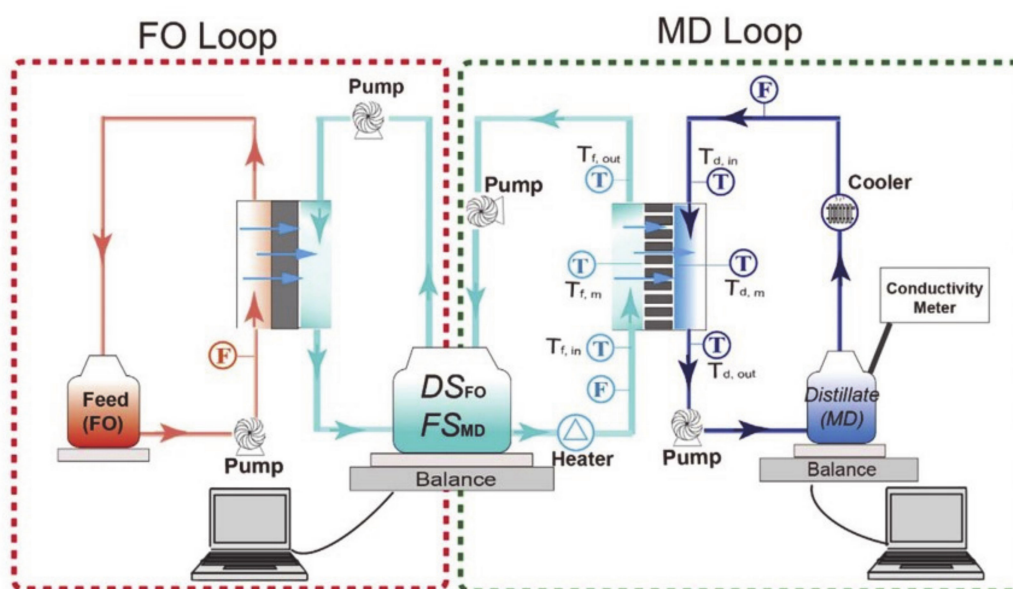 FO Loop
MD Loop
Pump
F
T f, out
T
T d, in
T
Pump
Cooler
T
T f, m
T
T d, m
Conductivity
Meter
F
T f, in
T
T
T d, out
Feed
(FO)
DS FO
FS MD
F
Distillate
(MD)
Pump
Heater
Pump
Balance
Balance